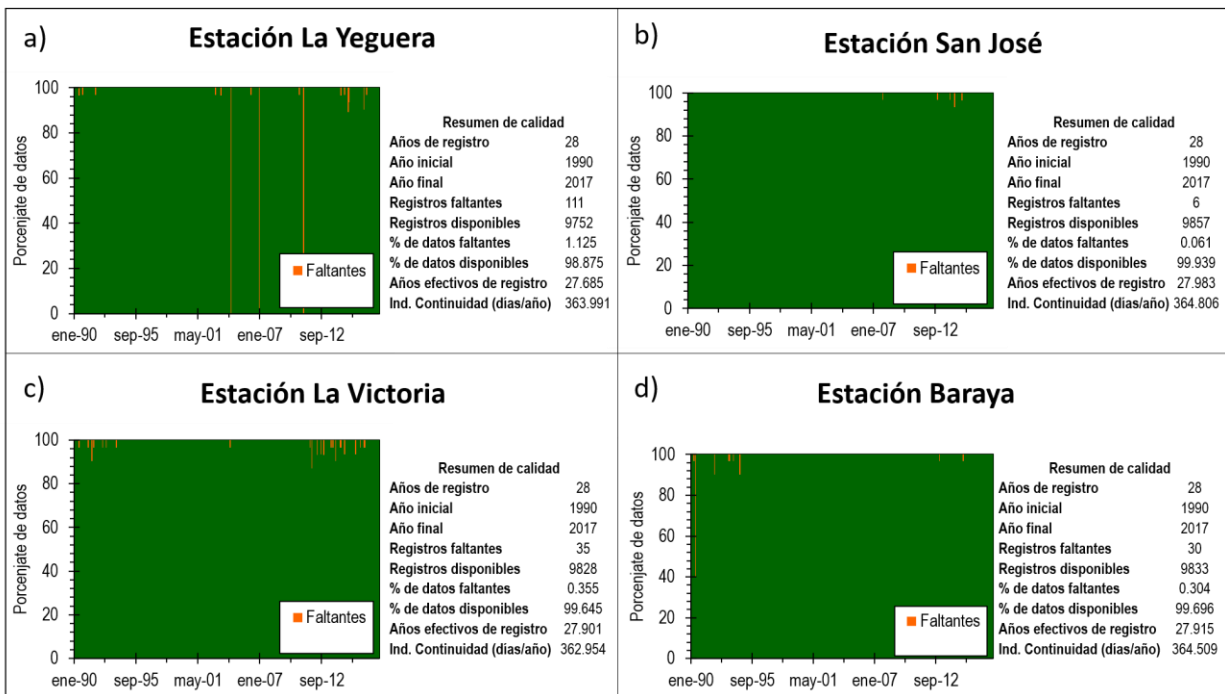 a)
Estación La Yeguera
Porcenjate de datos
100
80
60
40
20
0
ene-90 sep-95 may-01 ene-07 sep-12
Faltantes
Resumen de calidad
Años de registro 28
Año inicial 1990
Año final 2017
Registros faltantes 111
Registros disponibles 9752
% de datos faltantes 1.125
% de datos disponibles 98.875
Años efectivos de registro 27.685
Ind. Continuidad (dias/año) 363.991
b)
Estación San José
Porcenjate de datos
100
80
60
40
20
0
ene-90 sep-95 may-01 ene-07 sep-12
Faltantes
Resumen de calidad
Años de registro 28
Año inicial 1990
Año final 2017
Registros faltantes 6
Registros disponibles 9857
% de datos faltantes 0.061
% de datos disponibles 99.939
Años efectivos de registro 27.983
Ind. Continuidad (dias/año) 364.806
c)
Estación La Victoria
Porcenjate de datos
100
80
60
40
20
0
ene-90 sep-95 may-01 ene-07 sep-12
Faltantes
Resumen de calidad
Años de registro 28
Año inicial 1990
Año final 2017
Registros faltantes 35
Registros disponibles 9828
% de datos faltantes 0.355
% de datos disponibles 99.645
Años efectivos de registro 27.901
Ind. Continuidad (dias/año) 362.954
d)
Estación Baraya
Porcenjate de datos
100
80
60
40
20
0
ene-90 sep-95 may-01 ene-07 sep-12
Faltantes
Resumen de calidad
Años de registro 28
Año inicial 1990
Año final 2017
Registros faltantes 30
Registros disponibles 9833
% de datos faltantes 0.304
% de datos disponibles 99.696
Años efectivos de registro 27.915
Ind. Continuidad (dias/año) 364.509